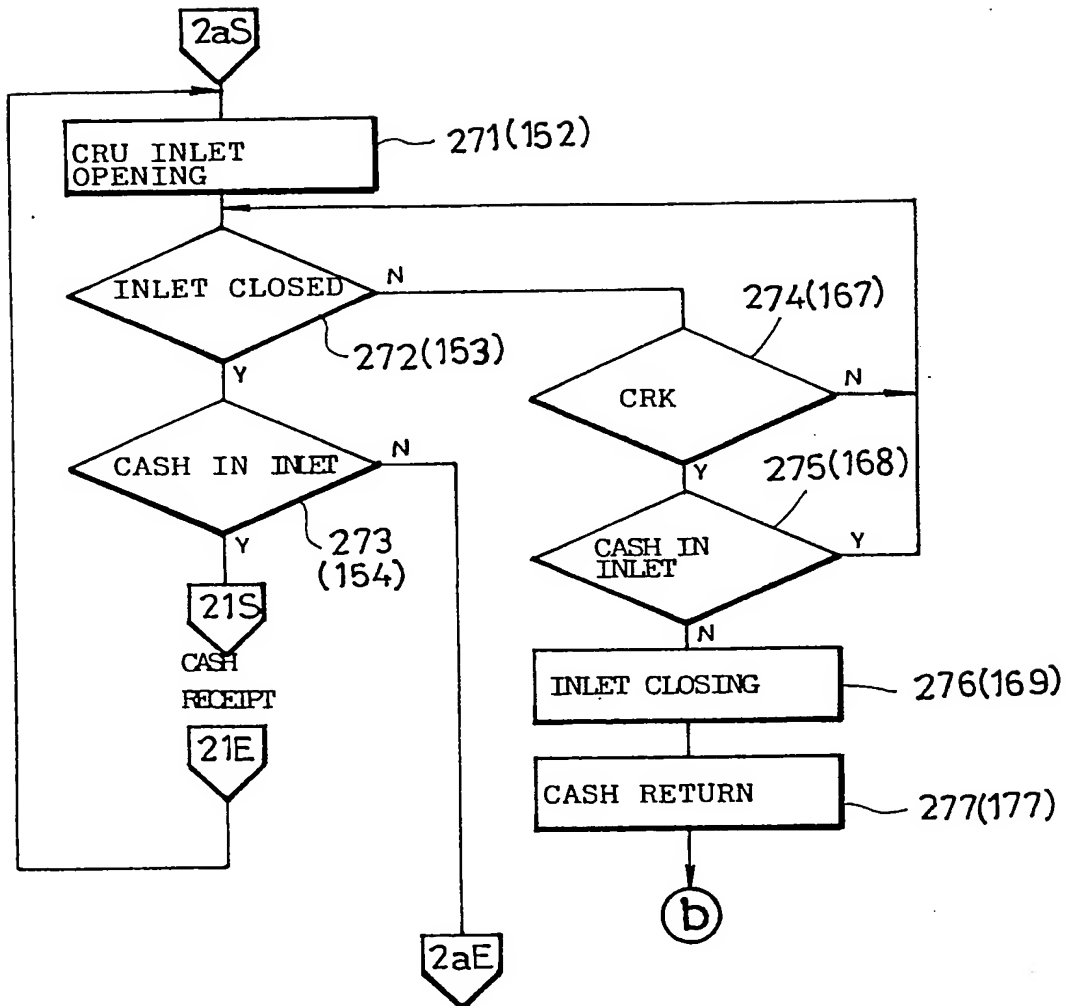 2aS
CRU INLET
OPENING
271(152)
INLET CLOSED
N
272(153)
Y
274(167)
CRK
N
Y
CASH IN INLET
N
273
(154)
Y
275(168)
CASH IN
INLET
Y
N
21S
CASH
RECEIPT
21E
INLET CLOSING
276(169)
CASH RETURN
277(177)
b
2aE